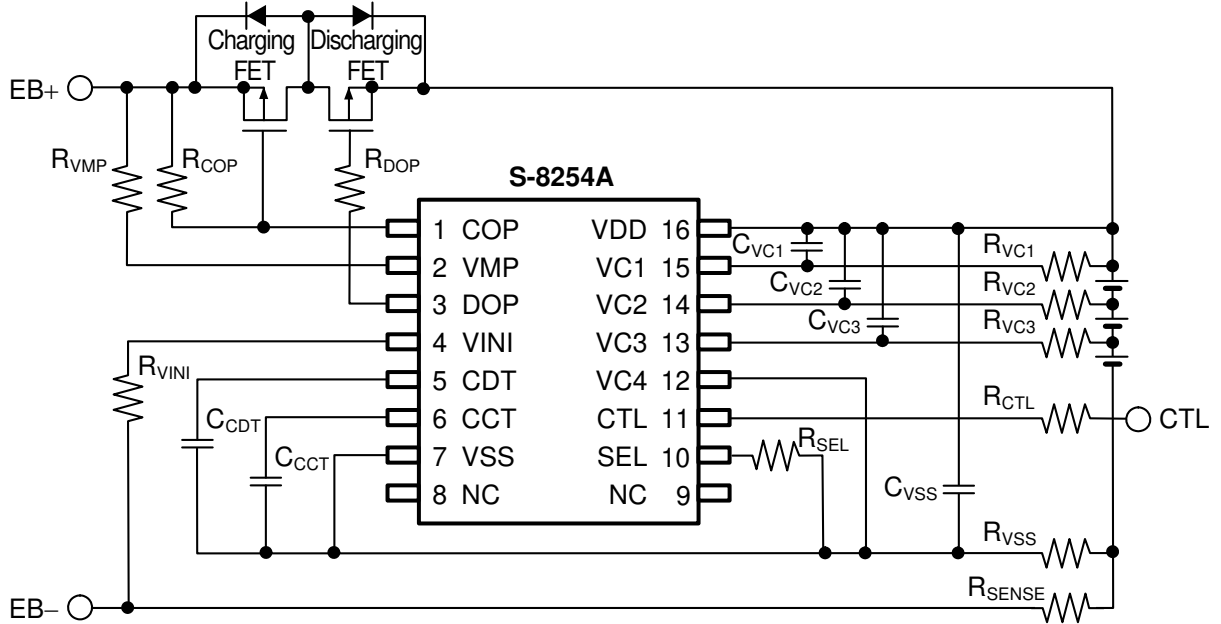 Charging Discharging
FET FET
EB+
RVMP
RCOP
RDOP
S-8254A
1 COP VDD 16
2 VMP VC1 15
3 DOP VC2 14
4 VINI VC3 13
5 CDT VC4 12
6 CCT CTL 11
7 VSS SEL 10
8 NC NC 9
CVC1
CVC2
CVC3
RVC1
RVC2
RVC3
RVINI
CCDT
CCCT
RCTL
CTL
RSEL
CVSS
RVSS
RSENSE
EB−